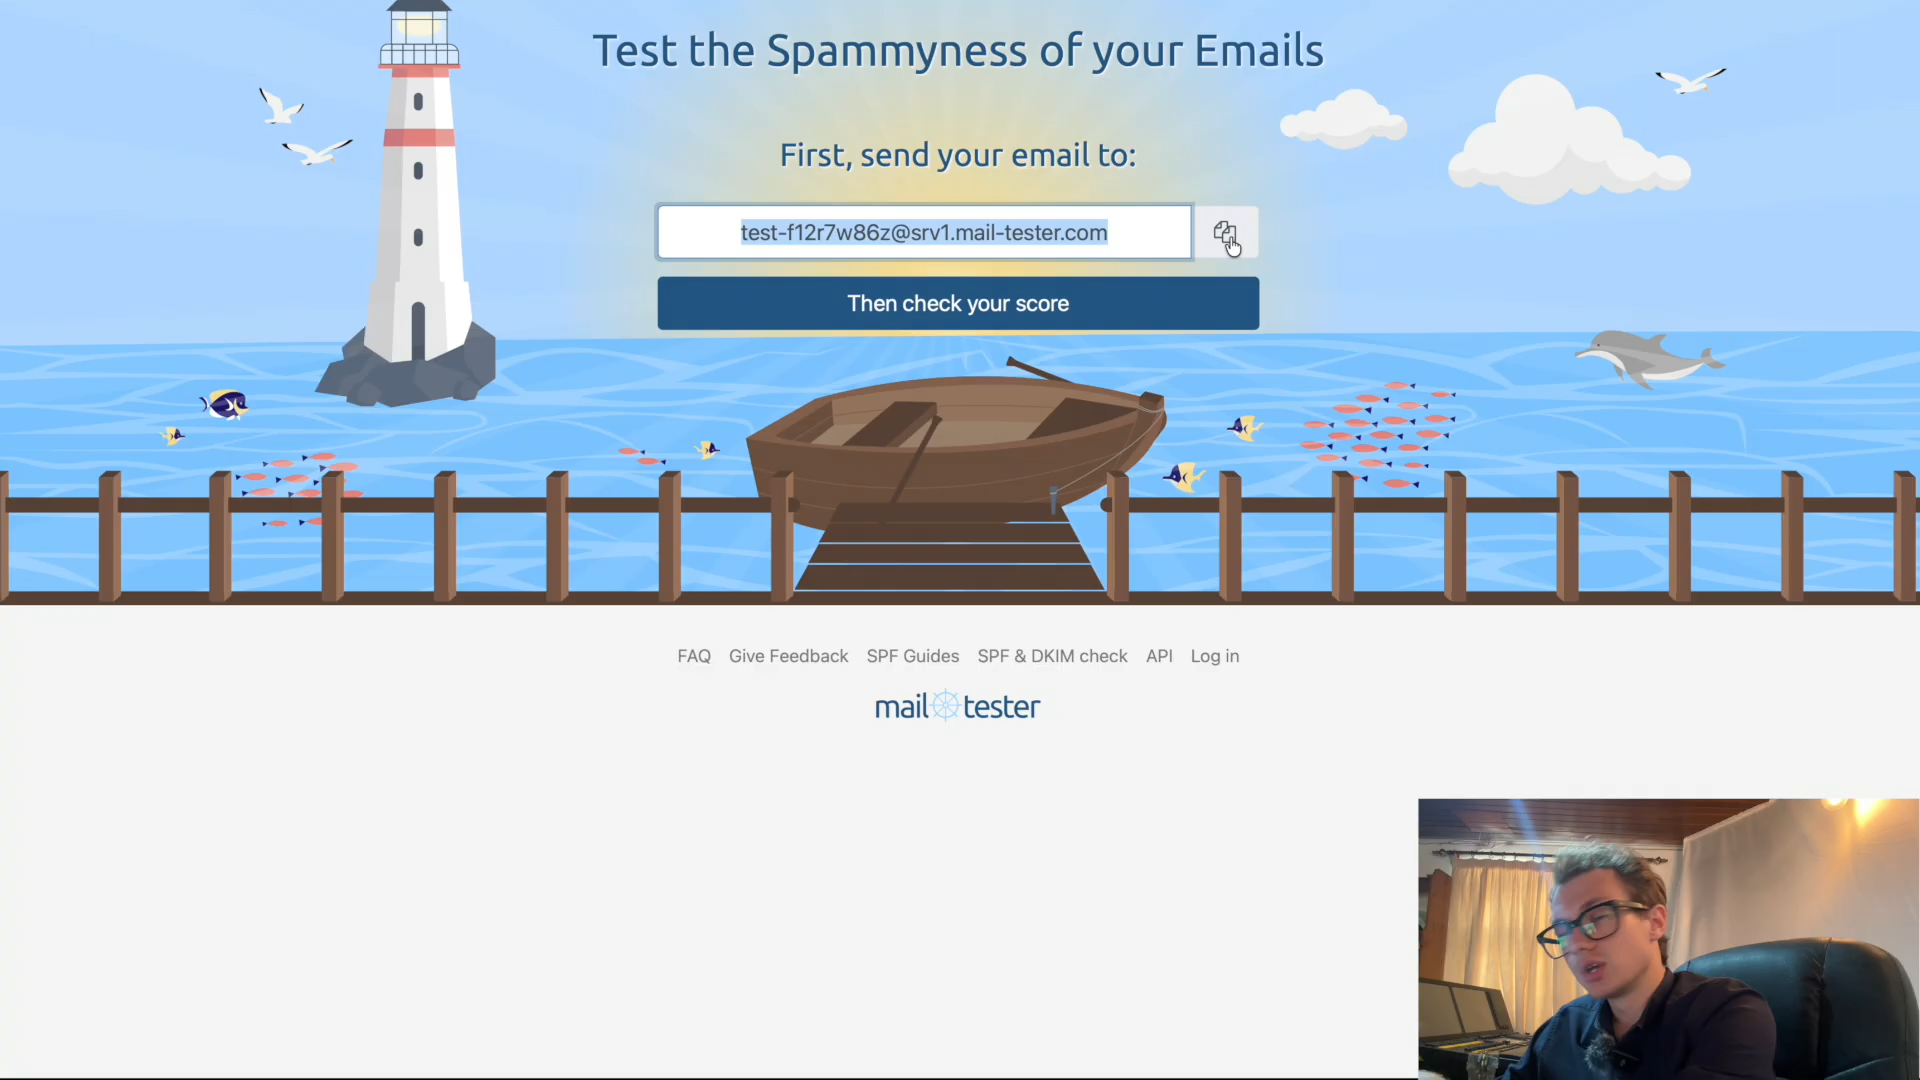 Test the Spammyness of your Emails
First, send your email to:
test-f12r7w86z@srv1.mail-tester.com
Then check your score
FAQ Give Feedback SPF Guides SPF & DKIM check API Log in
mail tester